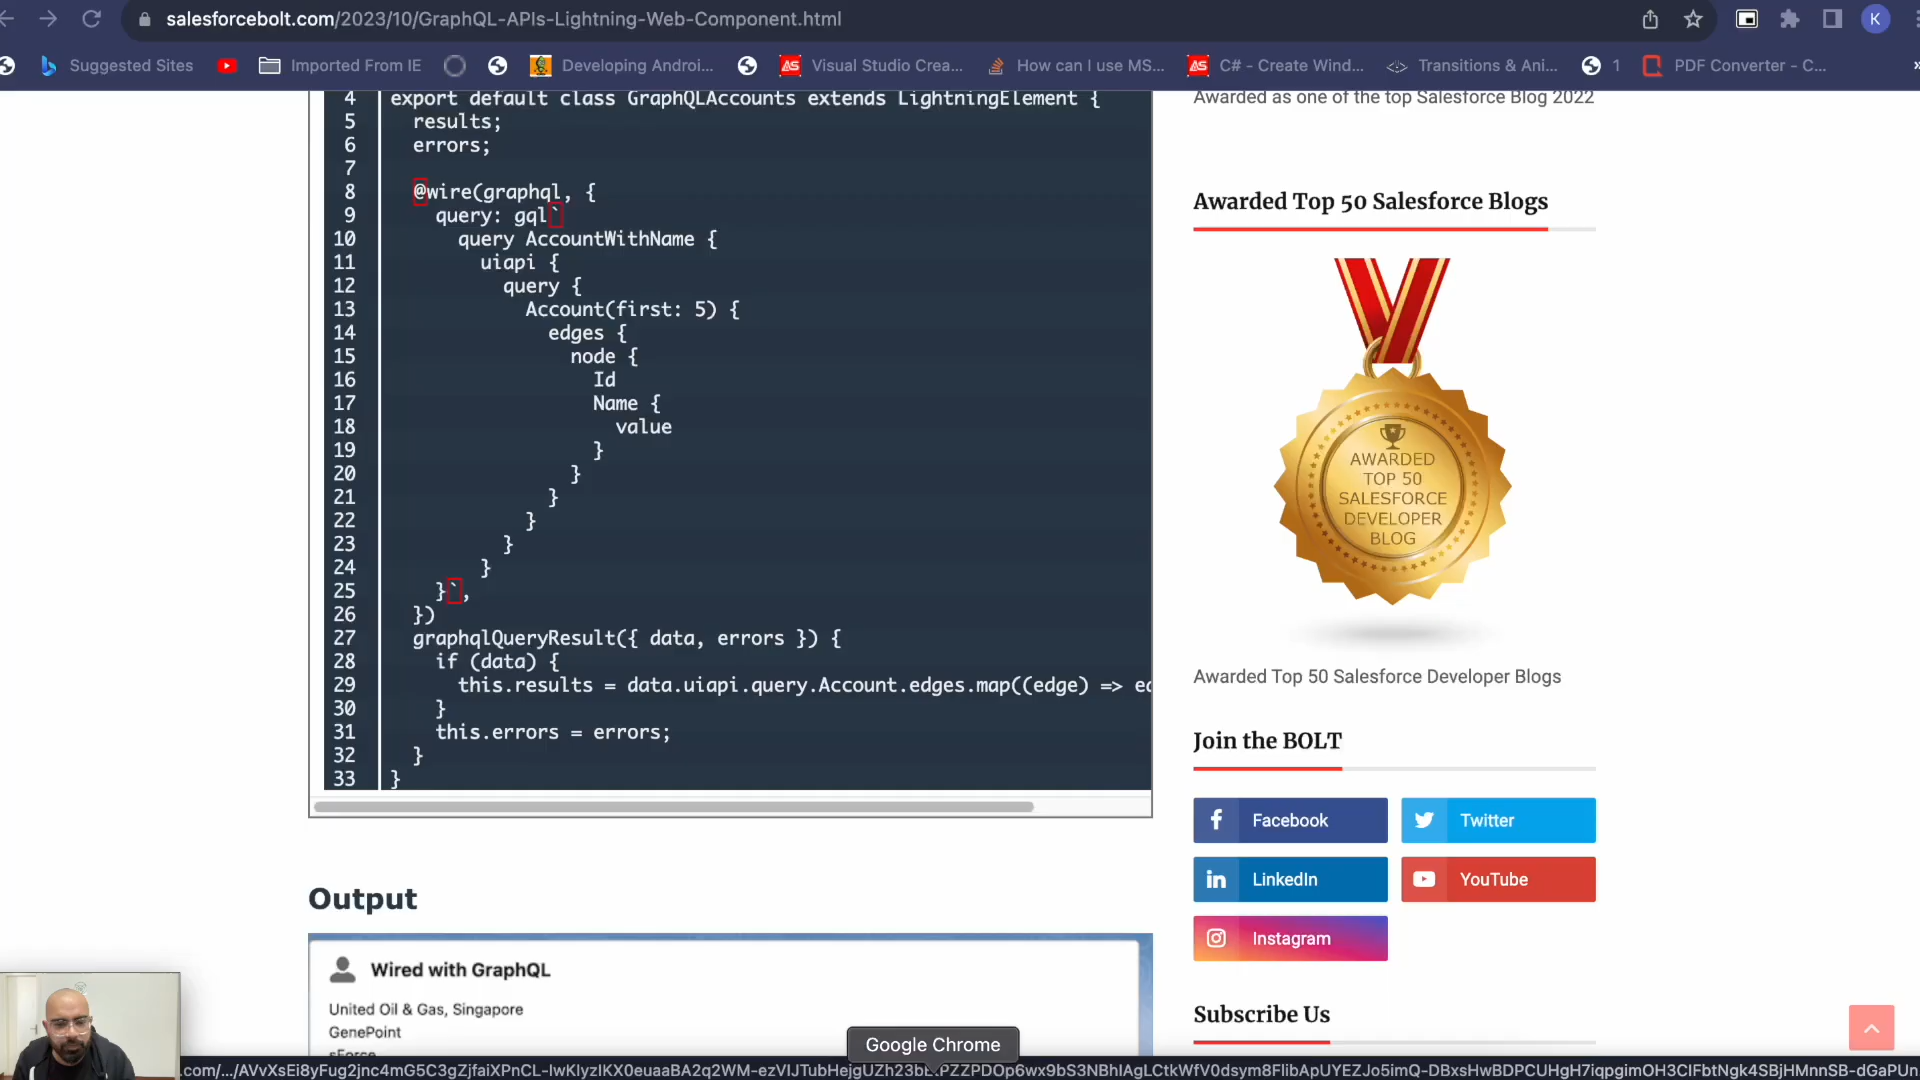 salesforcebolt.com/2023/10/GraphQL-APIs-Lightning-Web-Component.html
K
Suggested Sites
Imported From IE
Developing Androi...
Visual Studio Crea...
How can I use MS...
C# - Create Wind...
Transitions & Ani...
1
PDF Converter - C...
4 export default class GraphQLAccounts extends LightningElement {
5 results;
6 errors;
7
8 @wire(graphql, {
9 query: gql`
10 query AccountWithName {
11 uiapi {
12 query {
13 Account(first: 5) {
14 edges {
15 node {
16 Id
17 Name {
18 value
19 }
20 }
21 }
22 }
23 }
24 }
25 }`,
26 })
27 graphqlQueryResult({ data, errors }) {
28 if (data) {
29 this.results = data.uiapi.query.Account.edges.map((edge) =>
30 }
31 this.errors = errors;
32 }
33 }
Output
Wired with GraphQL
United Oil & Gas, Singapore
GenePoint
sForce
Google Chrome
Awarded as one of the top Salesforce Blog 2022
Awarded Top 50 Salesforce Blogs
AWARDED
TOP 50
SALESFORCE
DEVELOPER
BLOG
Awarded Top 50 Salesforce Developer Blogs
Join the BOLT
Facebook
Twitter
LinkedIn
YouTube
Instagram
Subscribe Us